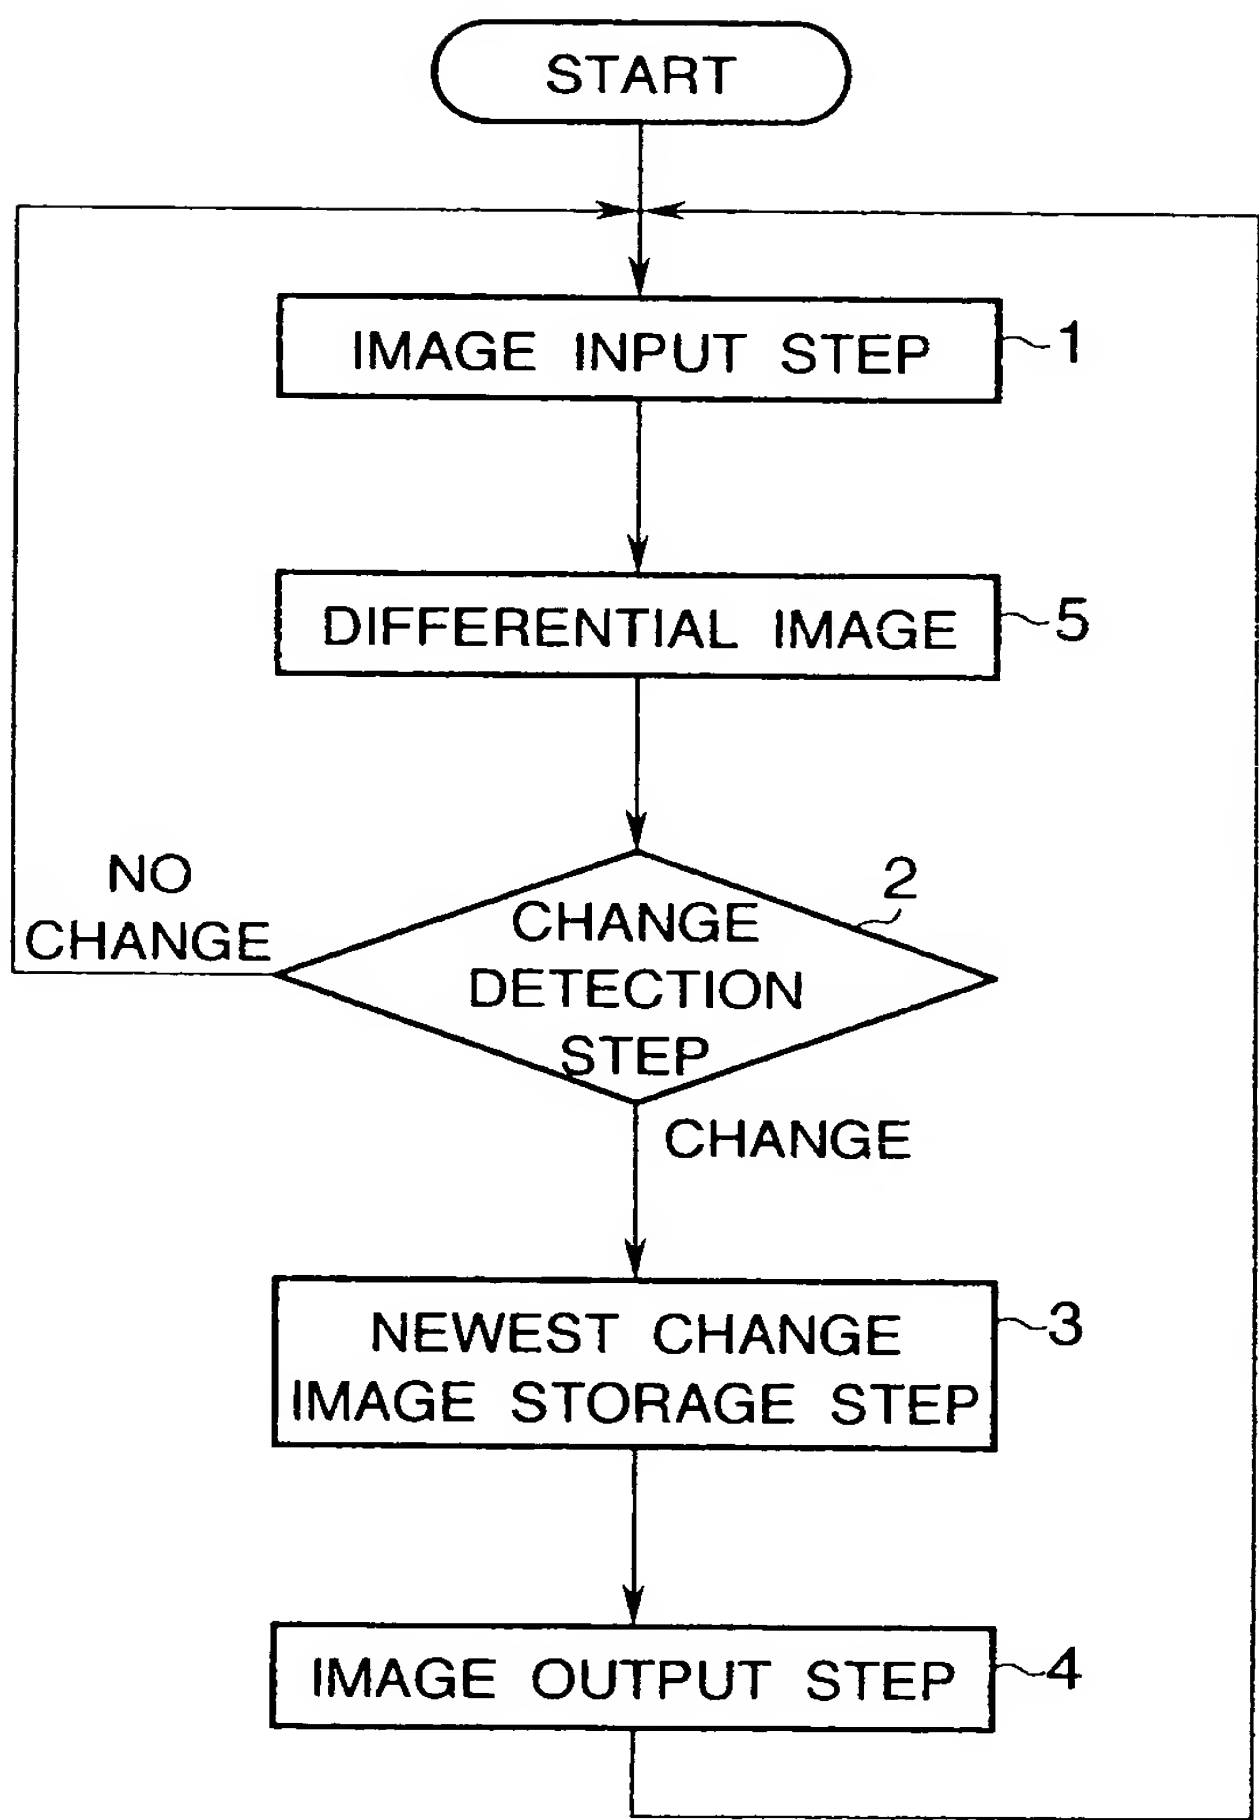 START
IMAGE INPUT STEP
1
DIFFERENTIAL IMAGE
5
NO
CHANGE
2
CHANGE
DETECTION
STEP
CHANGE
NEWEST CHANGE
IMAGE STORAGE STEP
3
IMAGE OUTPUT STEP
4